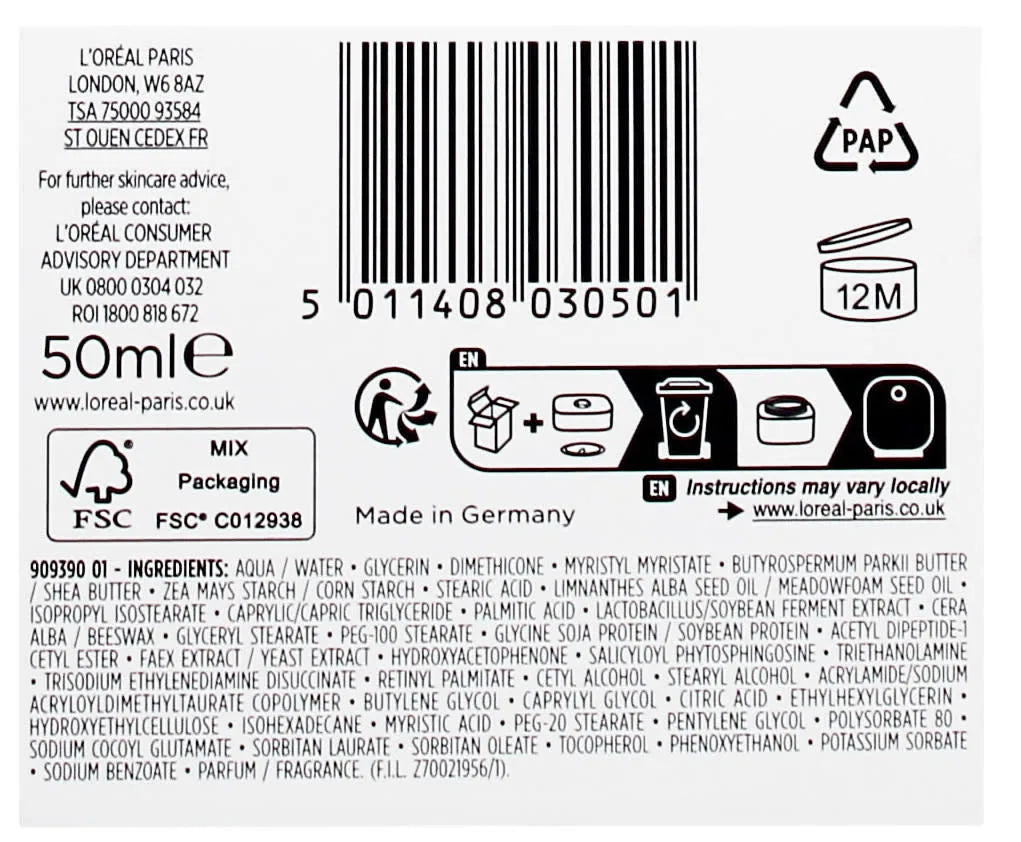 L'ORÉAL PARIS
LONDON, W6 8AZ
TSA 75000 93584
ST OUEN CEDEX FR
For further skincare advice,
please contact:
L'ORÉAL CONSUMER
ADVISORY DEPARTMENT
UK 0800 0304 032
ROI 1800 818 672
50ml℮
www.loreal-paris.co.uk
MIX
Packaging
FSC® C012938
FSC
5 011408 030501
PAP
12M
EN
+
EN Instructions may vary locally
→ www.loreal-paris.co.uk
Made in Germany
909390 01 - INGREDIENTS: AQUA / WATER • GLYCERIN • DIMETHICONE • MYRISTYL MYRISTATE • BUTYROSPERMUM PARKII BUTTER
/ SHEA BUTTER • ZEA MAYS STARCH / CORN STARCH • STEARIC ACID • LIMNANTHES ALBA SEED OIL / MEADOWFOAM SEED OIL •
ISOPROPYL ISOSTEARATE • CAPRYLIC/CAPRIC TRIGLYCERIDE • PALMITIC ACID • LACTOBACILLUS/SOYBEAN FERMENT EXTRACT • CERA
ALBA / BEESWAX • GLYCERYL STEARATE • PEG-100 STEARATE • GLYCINE SOJA PROTEIN / SOYBEAN PROTEIN • ACETYL DIPEPTIDE-1
CETYL ESTER • FAEX EXTRACT / YEAST EXTRACT • HYDROXYACETOPHENONE • SALICYLOYL PHYTOSPHINGOSINE • TRIETHANOLAMINE
• TRISODIUM ETHYLENEDIAMINE DISUCCINATE • RETINYL PALMITATE • CETYL ALCOHOL • STEARYL ALCOHOL • ACRYLAMIDE/SODIUM
ACRYLOYLDIMETHYLTAURATE COPOLYMER • BUTYLENE GLYCOL • CAPRYLYL GLYCOL • CITRIC ACID • ETHYLHEXYLGLYCERIN •
HYDROXYETHYLCELLULOSE • ISOHEXADECANE • MYRISTIC ACID • PEG-20 STEARATE • PENTYLENE GLYCOL • POLYSORBATE 80 •
SODIUM COCOYL GLUTAMATE • SORBITAN LAURATE • SORBITAN OLEATE • TOCOPHEROL • PHENOXYETHANOL • POTASSIUM SORBATE
• SODIUM BENZOATE • PARFUM / FRAGRANCE. (F.I.L. Z70021956/1).